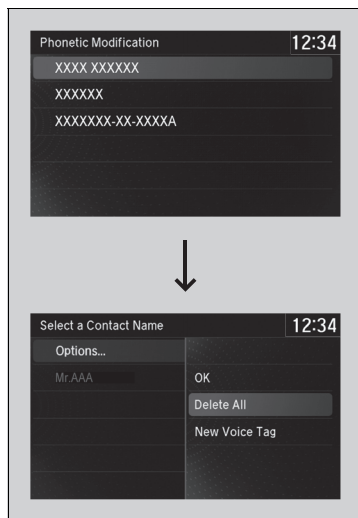 Phonetic Modification 12:34
XXXX XXXXXX
XXXXXX
XXXXXXX-XX-XXXXA
Select a Contact Name 12:34
Options...
Mr.AAA OK
Delete All
New Voice Tag